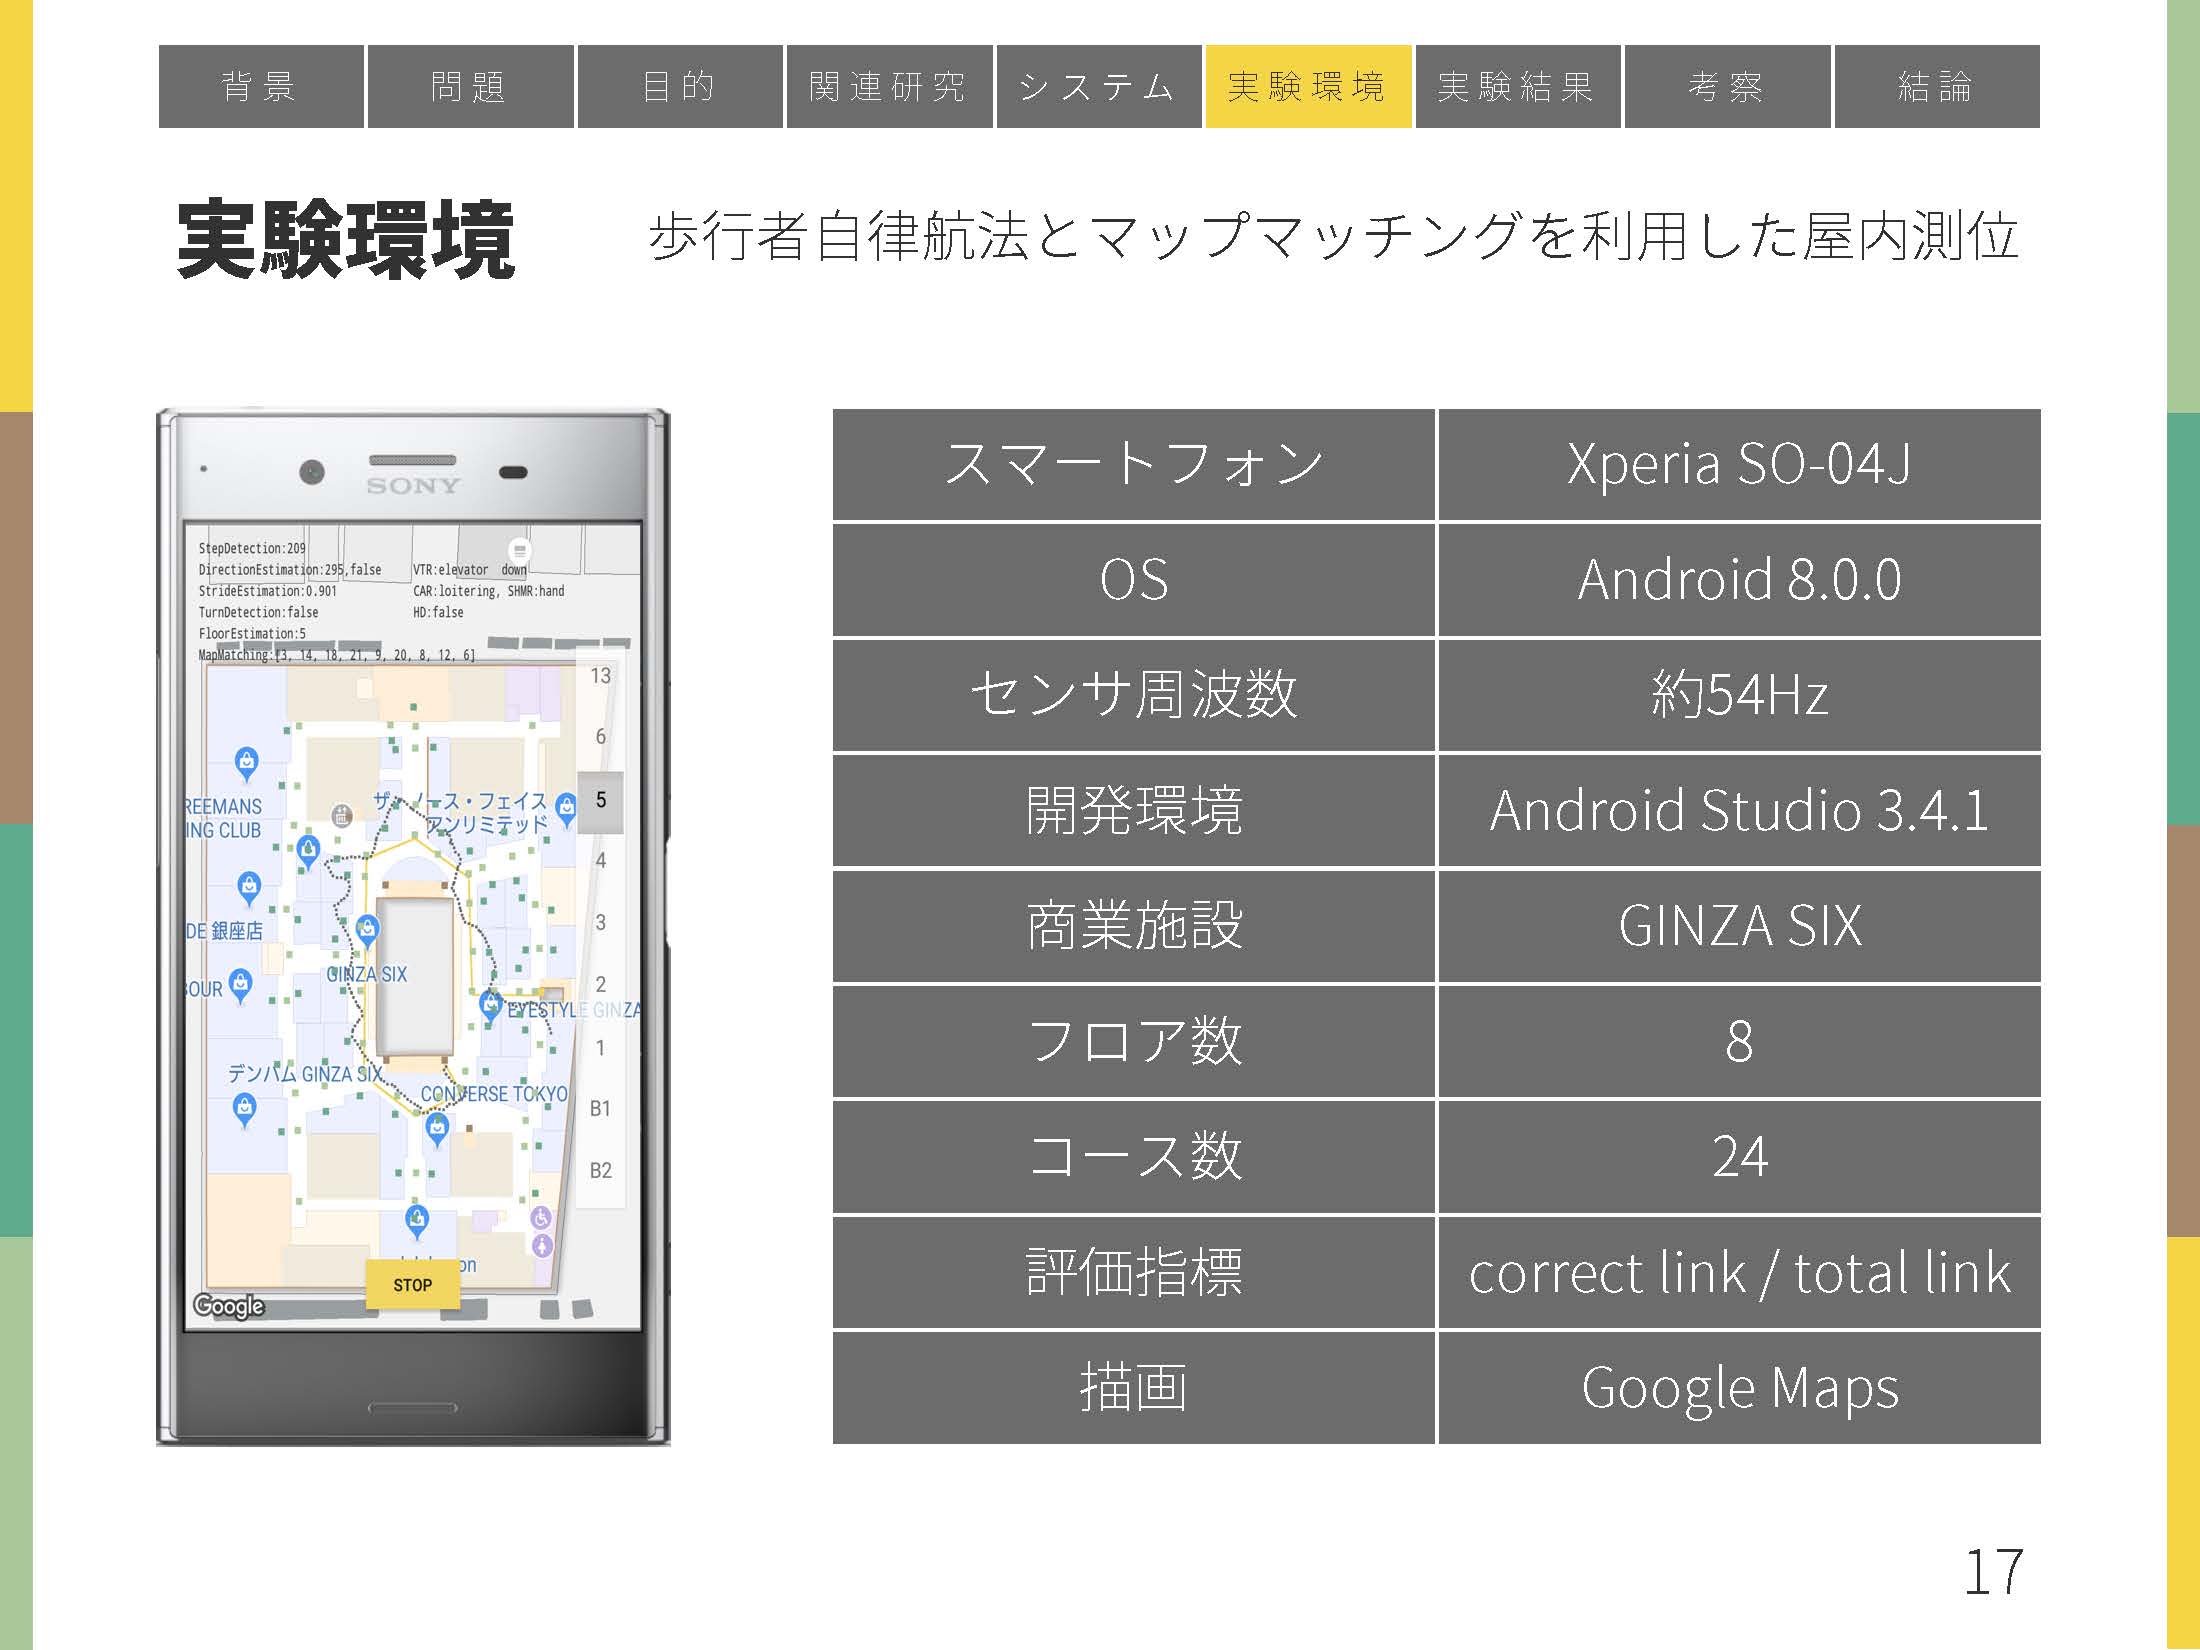 背景
問題
目的
関連研究
システム
実験環境
実験結果
考察
結論
実験環境
歩行者自律航法とマップマッチングを利用した屋内測位
SONY
StepDetection:209
DirectionEstimation:295,false
VTR:elevator down
StrideEstimation:0.901
CAR:loitering, SHMR:hand
TurnDetection:false
HD:false
FloorEstimation:5
MapMatching:[3, 14, 18, 21, 9, 20, 8, 12, 6]
13
6
5
4
3
2
1
B1
B2
REEMANS
ING CLUB
ザ・ノース・フェイス
アンリミテッド
DE 銀座店
GINZA SIX
BOUR
EYESTYLE GINZA
デンハム GINZA SIX
CONVERSE TOKYO
on
STOP
Google
スマートフォン Xperia SO-04J
OS Android 8.0.0
センサ周波数 約54Hz
開発環境 Android Studio 3.4.1
商業施設 GINZA SIX
フロア数 8
コース数 24
評価指標 correct link / total link
描画 Google Maps
17